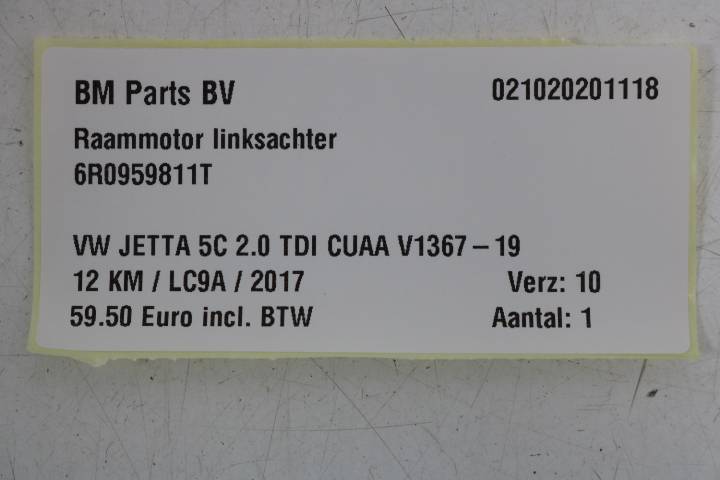 BM Parts BV 021020201118
Raammotor linksachter
6R0959811T
VW JETTA 5C 2.0 TDI CUAA V1367 – 19
12 KM / LC9A / 2017 Verz: 10
59.50 Euro incl. BTW Aantal: 1